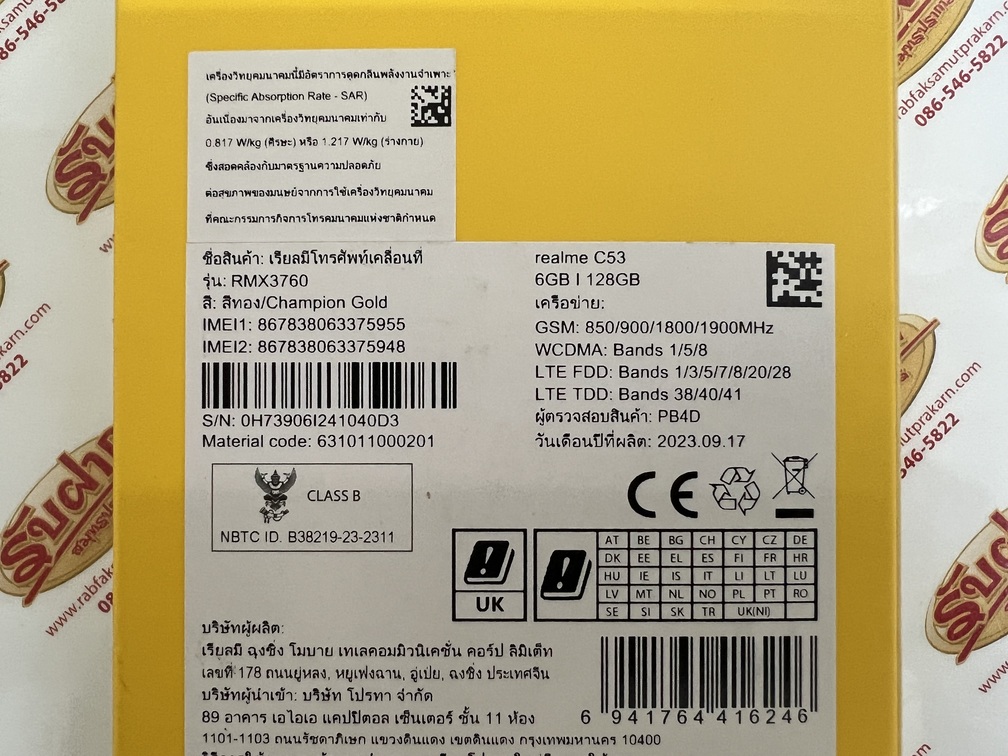 เครื่องวิทยุคมนาคมนี้มีอัตราการดูดกลืนพลังงานจำเพาะ
(Specific Absorption Rate - SAR)
อันเนื่องมาจากเครื่องวิทยุคมนาคมเท่ากับ
0.817 W/kg (ศีรษะ) หรือ 1.217 W/kg (ร่างกาย)
ซึ่งสอดคล้องกับมาตรฐานความปลอดภัย
ต่อสุขภาพของมนุษย์จากการใช้เครื่องวิทยุคมนาคม
ที่คณะกรรมการกิจการโทรคมนาคมแห่งชาติกำหนด
ชื่อสินค้า: เรียลมีโทรศัพท์เคลื่อนที่
รุ่น: RMX3760
สี: สีทอง/Champion Gold
IMEI1: 867838063375955
IMEI2: 867838063375948
S/N: 0H73906I241040D3
Material code: 631011000201
realme C53
6GB I 128GB
เครือข่าย:
GSM: 850/900/1800/1900MHz
WCDMA: Bands 1/5/8
LTE FDD: Bands 1/3/5/7/8/20/28
LTE TDD: Bands 38/40/41
ผู้ตรวจสอบสินค้า: PB4D
วันเดือนปีที่ผลิต: 2023.09.17
CLASS B
NBTC ID. B38219-23-2311
CE
UK
AT BE BG CH CY CZ DE
DK EE EL ES FI FR HR
HU IE IS IT LI LT LU
LV MT NL NO PL PT RO
SE SI SK TR UK(NI)
บริษัทผู้ผลิต:
เรียลมี ฉงชิ่ง โมบาย เทเลคอมมิวนิเคชั่น คอร์ป ลิมิเต็ท
เลขที่ 178 ถนนยู่หลง, หยูเฟงฉาน, อู่เปย, ฉงชิ่ง ประเทศจีน
บริษัทผู้นำเข้า: บริษัท โปรทา จำกัด
89 อาคาร เอไอเอ แคปปิตอล เซ็นเตอร์ ชั้น 11 ห้อง
1101-1103 ถนนรัชดาภิเษก แขวงดินแดง เขตดินแดง กรุงเทพมหานคร 10400
6 941764 416246
รับฝาก
สมุทรปราการ
www.rabfaksamutprakarn.com
086-546-5822